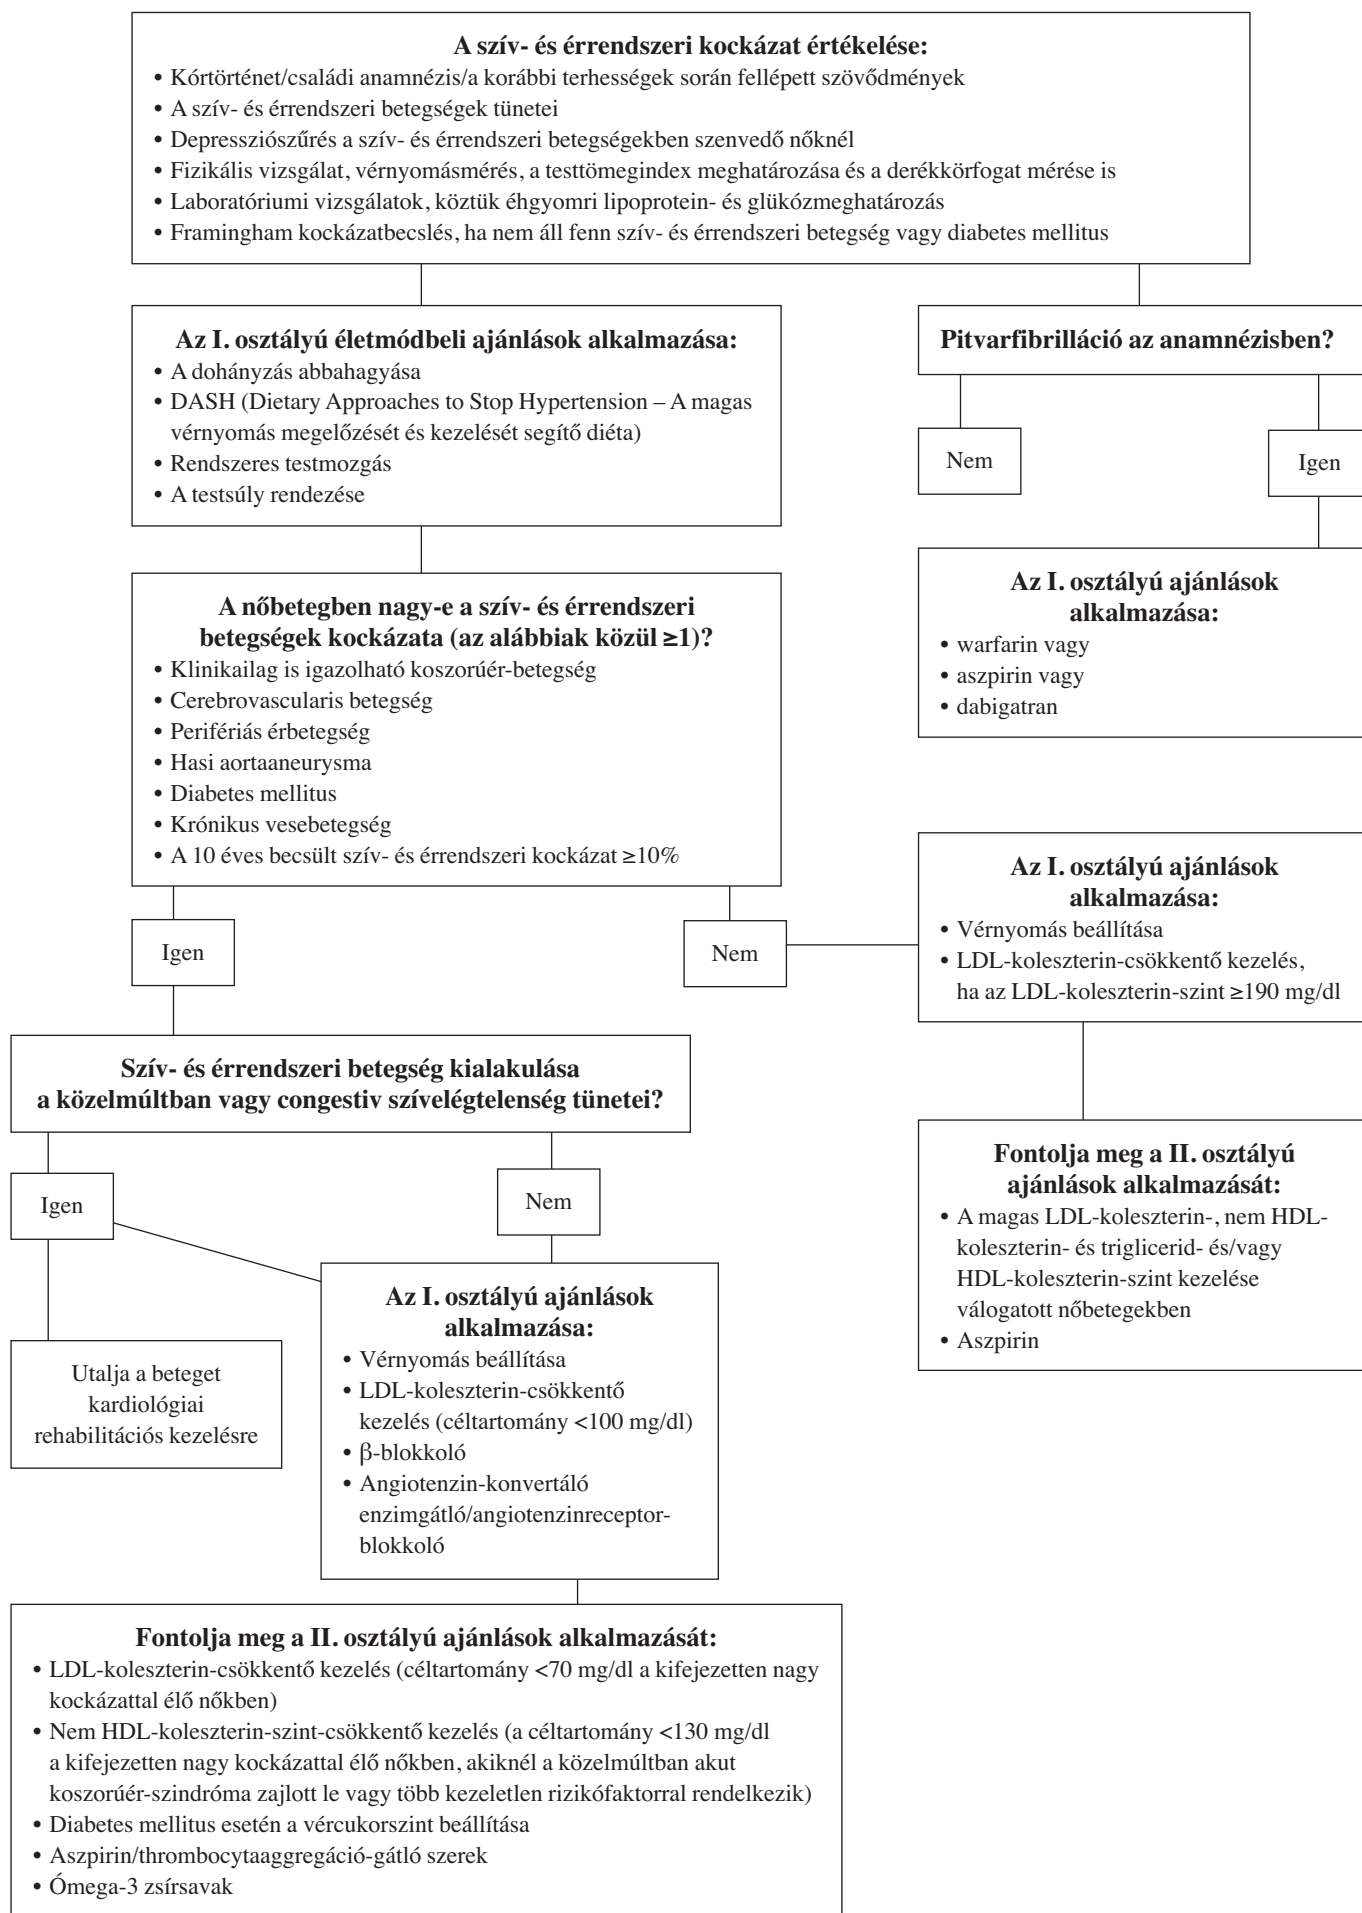 A szív- és érrendszeri kockázat értékelése:
• Kórtörténet/családi anamnézis/a korábbi terhességek során fellépett szövődmények
• A szív- és érrendszeri betegségek tünetei
• Depressziószűrés a szív- és érrendszeri betegségekben szenvedő nőknél
• Fizikális vizsgálat, vérnyomásmérés, a testtömegindex meghatározása és a derékkörfogat mérése is
• Laboratóriumi vizsgálatok, köztük éhgyomri lipoprotein- és glükózmeghatározás
• Framingham kockázatbecslés, ha nem áll fenn szív- és érrendszeri betegség vagy diabetes mellitus
Az I. osztályú életmódbeli ajánlások alkalmazása:
• A dohányzás abbahagyása
• DASH (Dietary Approaches to Stop Hypertension – A magas
vérnyomás megelőzését és kezelését segítő diéta)
• Rendszeres testmozgás
• A testsúly rendezése
Pitvarfibrilláció az anamnézisben?
Nem
Igen
Az I. osztályú ajánlások
alkalmazása:
• warfarin vagy
• aszpirin vagy
• dabigatran
A nőbetegben nagy-e a szív- és érrendszeri
betegségek kockázata (az alábbiak közül ≥1)?
• Klinikailag is igazolható koszorúér-betegség
• Cerebrovascularis betegség
• Perifériás érbetegség
• Hasi aortaaneurysma
• Diabetes mellitus
• Krónikus vesebetegség
• A 10 éves becsült szív- és érrendszeri kockázat ≥10%
Igen
Nem
Az I. osztályú ajánlások
alkalmazása:
• Vérnyomás beállítása
• LDL-koleszterin-csökkentő kezelés,
ha az LDL-koleszterin-szint ≥190 mg/dl
Fontolja meg a II. osztályú
ajánlások alkalmazását:
• A magas LDL-koleszterin-, nem HDL-
koleszterin- és triglicerid- és/vagy
HDL-koleszterin-szint kezelése
válogatott nőbetegekben
• Aszpirin
Szív- és érrendszeri betegség kialakulása
a közelmúltban vagy congestiv szívelégtelenség tünetei?
Igen
Nem
Utalja a beteget
kardiológiai
rehabilitációs kezelésre
Az I. osztályú ajánlások
alkalmazása:
• Vérnyomás beállítása
• LDL-koleszterin-csökkentő
kezelés (céltartomány <100 mg/dl)
• β-blokkoló
• Angiotenzin-konvertáló
enzimgátló/angiotenzinreceptor-
blokkoló
Fontolja meg a II. osztályú ajánlások alkalmazását:
• LDL-koleszterin-csökkentő kezelés (céltartomány <70 mg/dl a kifejezetten nagy
kockázattal élő nőkben)
• Nem HDL-koleszterin-szint-csökkentő kezelés (a céltartomány <130 mg/dl
a kifejezetten nagy kockázattal élő nőkben, akiknél a közelmúltban akut
koszorúér-szindróma zajlott le vagy több kezeletlen rizikófaktorral rendelkezik)
• Diabetes mellitus esetén a vércukorszint beállítása
• Aszpirin/thrombocytaaggregáció-gátló szerek
• Ómega-3 zsírsavak